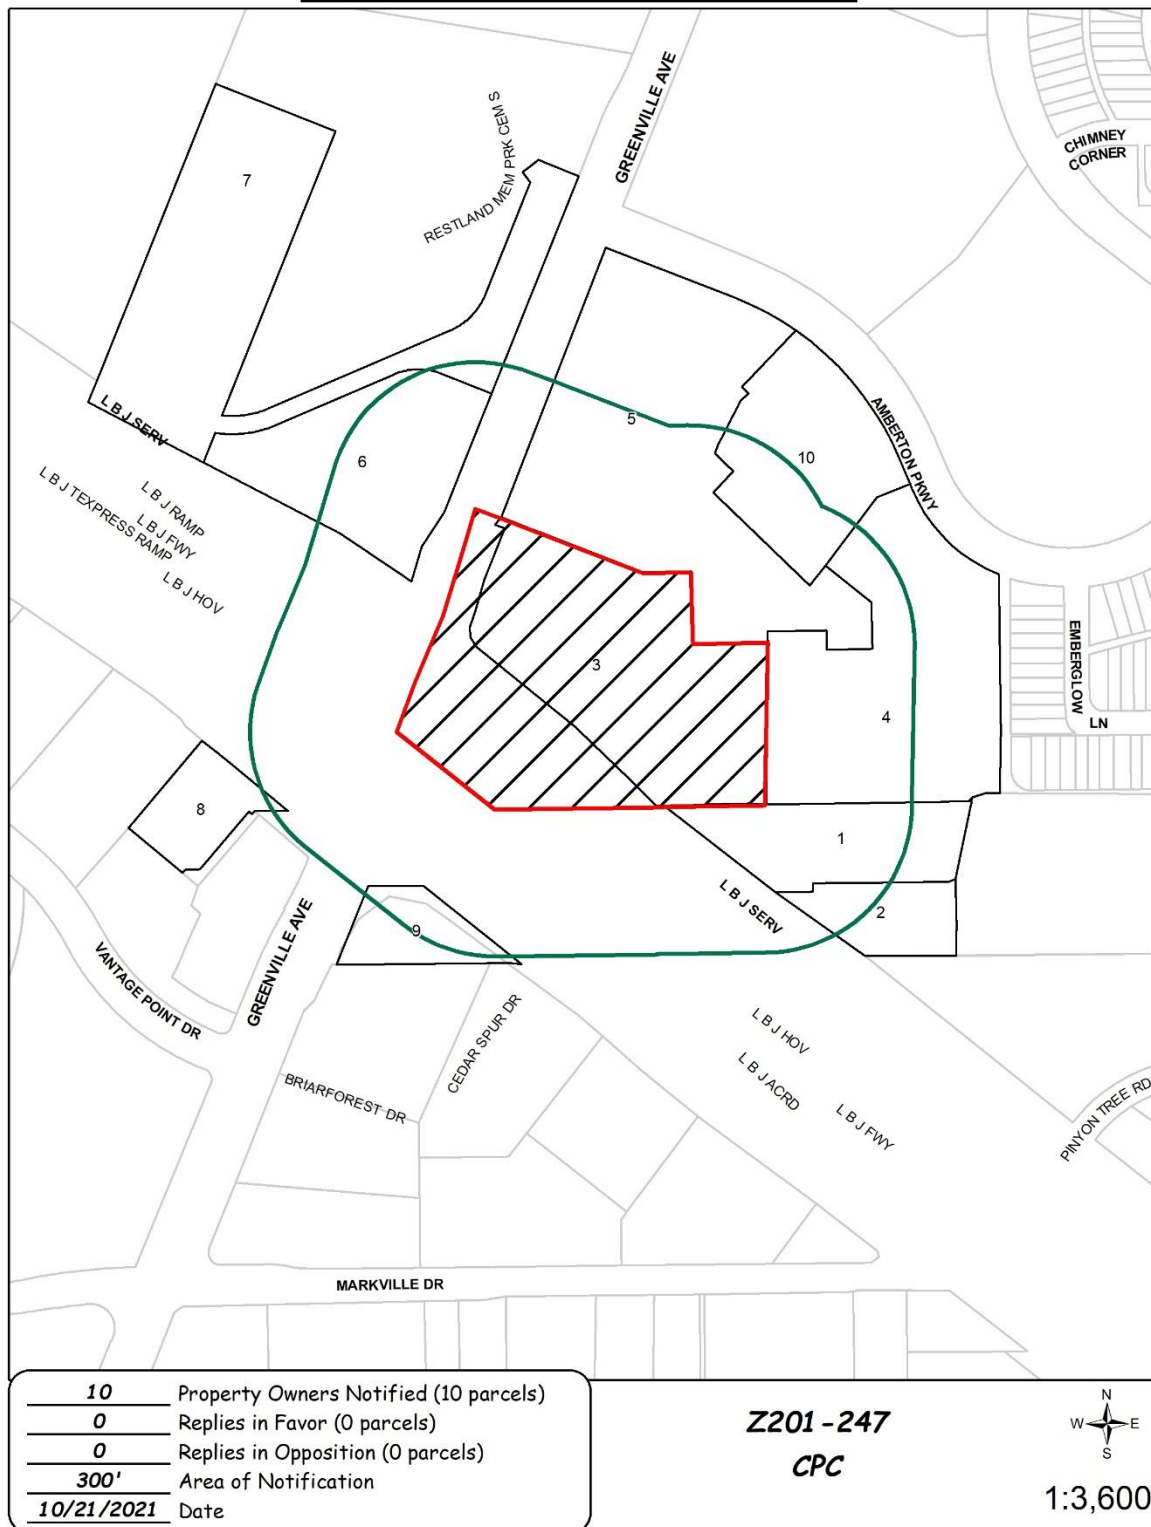 GREENVILLE AVE
CHIMNEY
CORNER
RESTLAND MEM PRK CEM S
7
L B J SERV
AMBERTON PKWY
5
10
6
L B J RAMP
L B J FWY
L B J TEXPRESS RAMP
L B J HOV
EMBERGLOW
LN
3
4
8
1
2
L B J SERV
9
GREENVILLE AVE
VANTAGE POINT DR
CEDAR SPUR DR
BRIARFOREST DR
L B J HOV
L B J ACRD
L B J FWY
PINYON TREE RD
MARKVILLE DR
10 Property Owners Notified (10 parcels)
0 Replies in Favor (0 parcels)
0 Replies in Opposition (0 parcels)
300' Area of Notification
10/21/2021 Date
Z201-247
CPC
N
W E
S
1:3,600